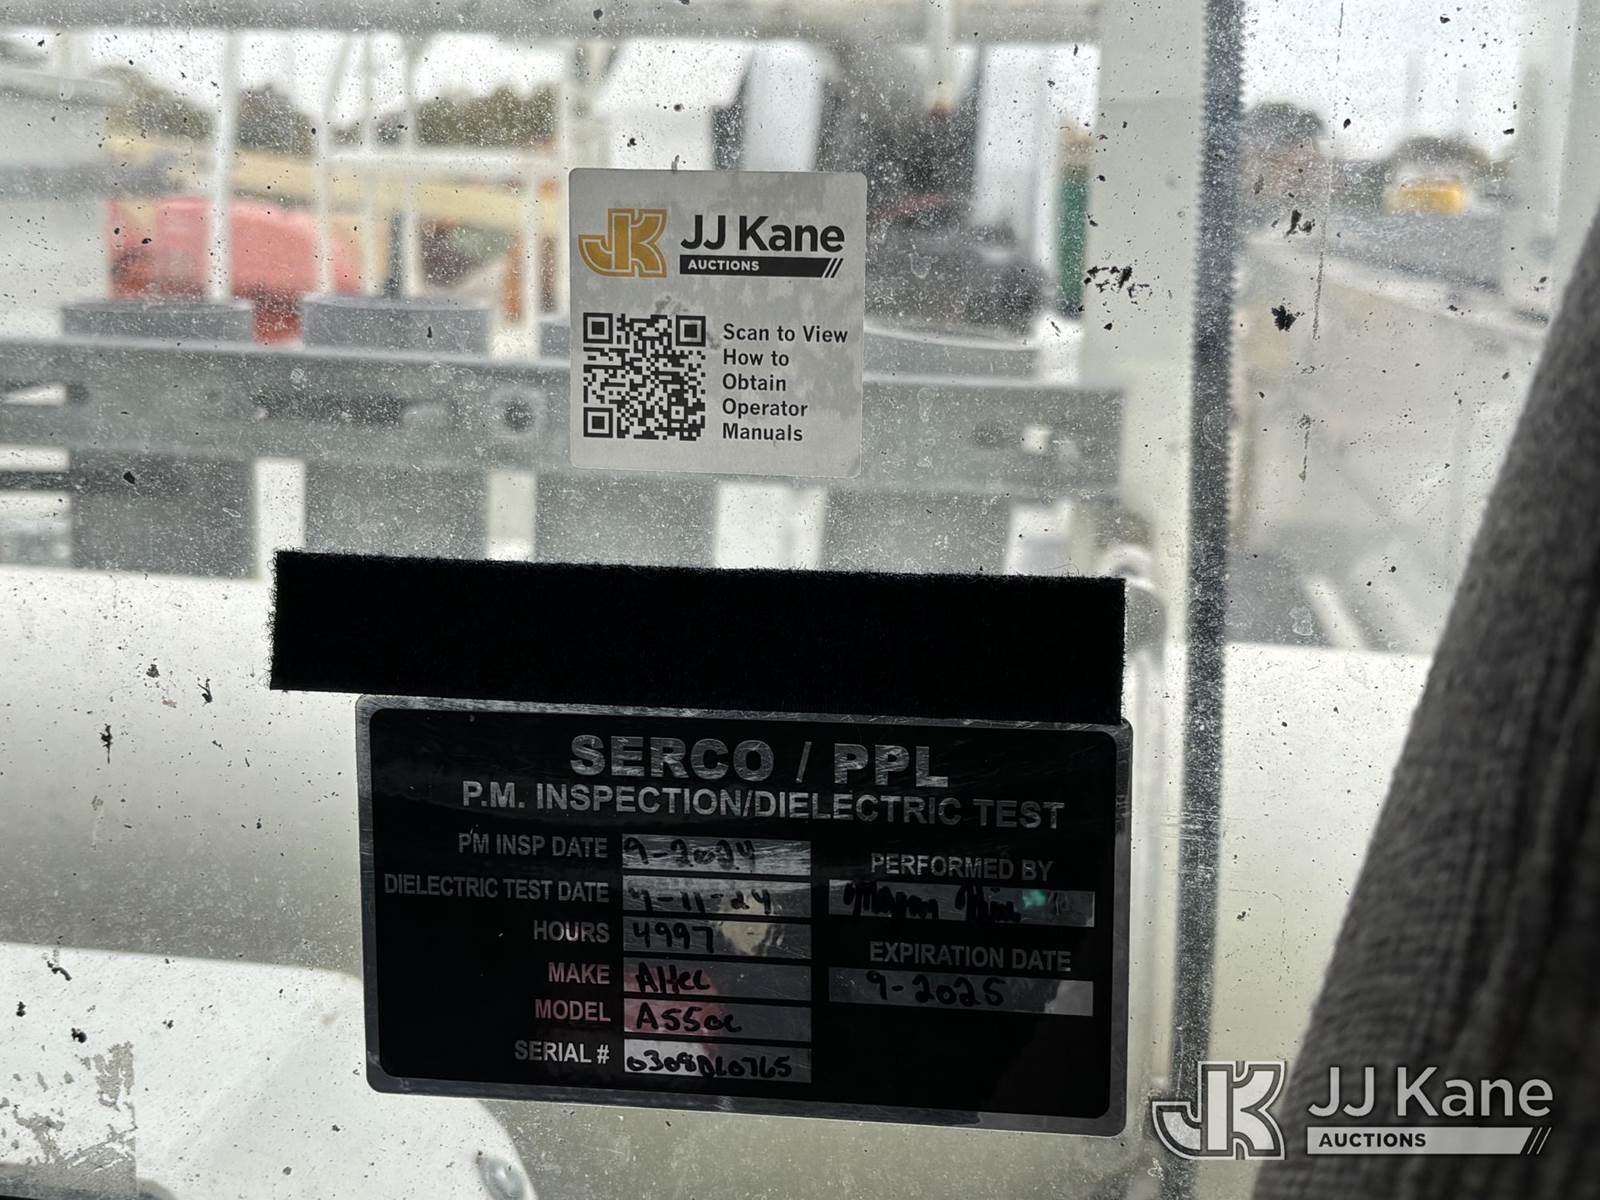 JJ Kane
AUCTIONS
Scan to View
How to
Obtain
Operator
Manuals
SERCO / PPL
P.M. INSPECTION/DIELECTRIC TEST
PM INSP DATE 9-2024
DIELECTRIC TEST DATE 9-11-24
HOURS 4997
MAKE Altec
MODEL
SERIAL #
PERFORMED BY
EXPIRATION DATE
9-2025
JJ Kane
AUCTIONS